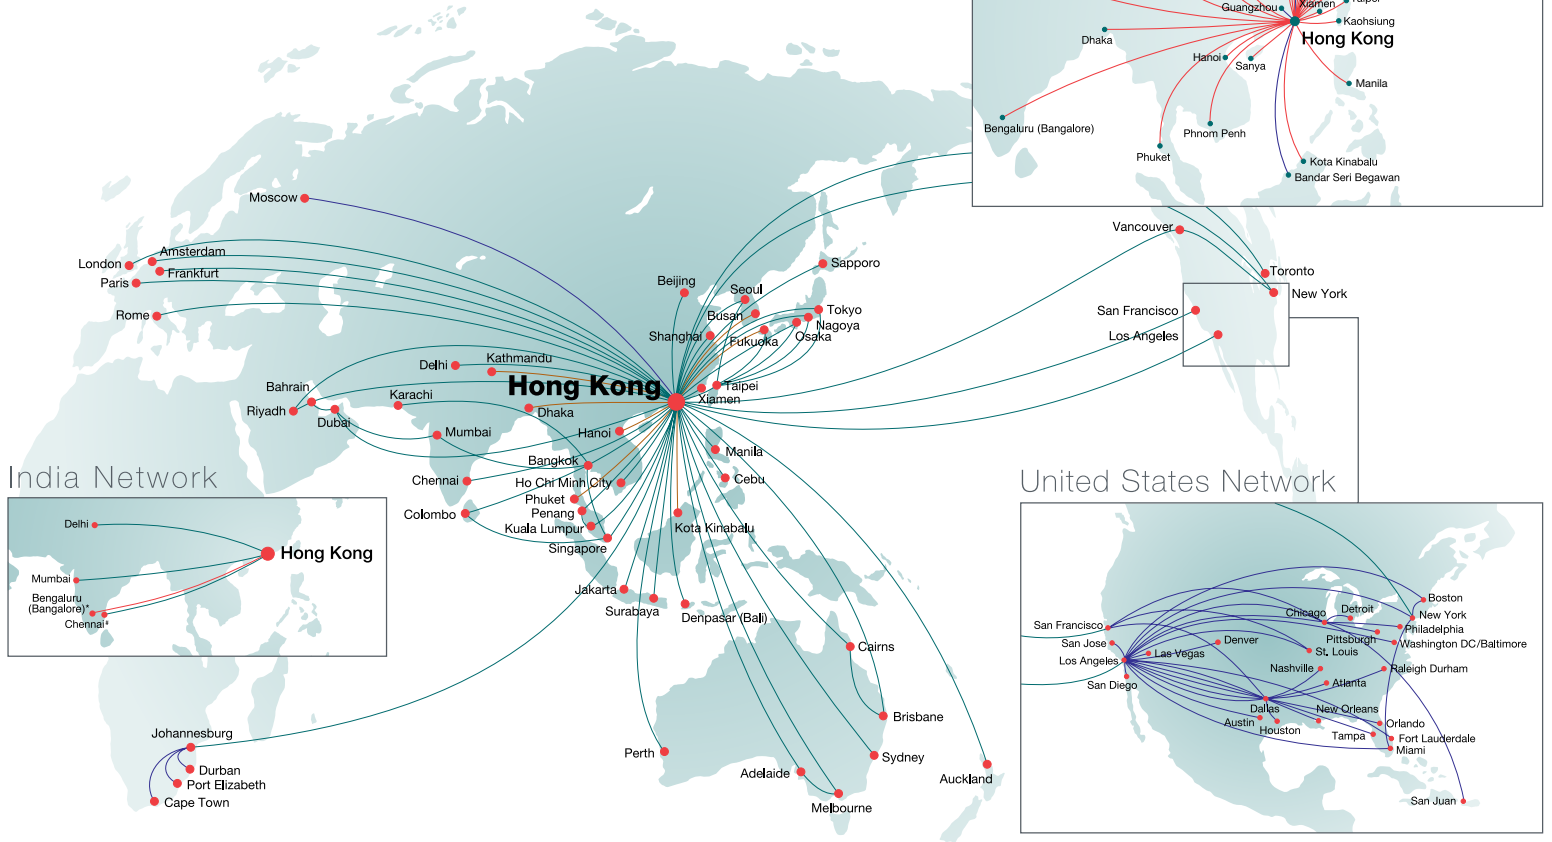 Guangzhou
Xiamen
Taipei
Kaohsiung
Hong Kong
Dhaka
Hanoi
Sanya
Manila
Bengaluru (Bangalore)
Phnom Penh
Phuket
Kota Kinabalu
Bandar Seri Begawan
Moscow
Vancouver
London
Amsterdam
Frankfurt
Paris
Rome
Beijing
Seoul
Sapporo
Busan
Tokyo
Nagoya
Shanghai
Fukuoka
Osaka
Toronto
New York
San Francisco
Los Angeles
Delhi
Kathmandu
Hong Kong
Taipei
Xiamen
Bahrain
Riyadh
Dubai
Karachi
Dhaka
Mumbai
Hanoi
Bangkok
Manila
Cebu
Chennai
Ho Chi Minh City
Phuket
Colombo
Penang
Kuala Lumpur
Kota Kinabalu
Singapore
Jakarta
Surabaya
Denpasar (Bali)
Cairns
Brisbane
Perth
Sydney
Adelaide
Auckland
Melbourne
Johannesburg
Durban
Port Elizabeth
Cape Town
India Network
Delhi
Hong Kong
Mumbai
Bengaluru
(Bangalore)*
Chennai#
United States Network
Boston
Chicago
Detroit
New York
San Francisco
Philadelphia
Pittsburgh
San Jose
Denver
Washington DC/Baltimore
Las Vegas
St. Louis
Los Angeles
Nashville
Raleigh Durham
San Diego
Atlanta
Dallas
New Orleans
Austin
Houston
Orlando
Tampa
Fort Lauderdale
Miami
San Juan